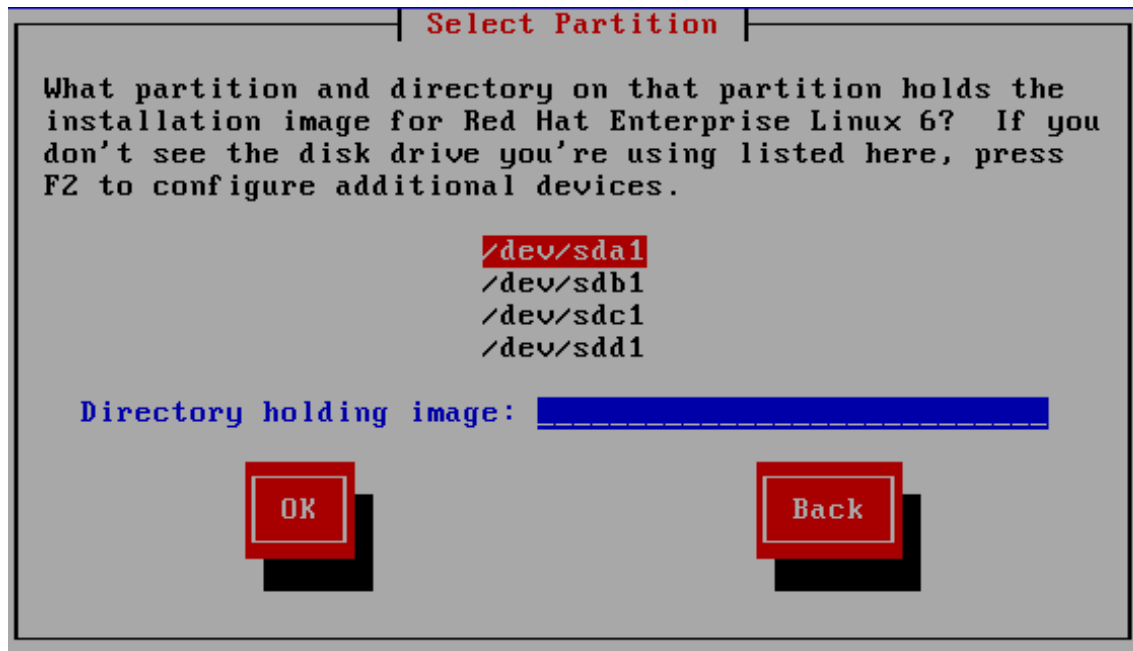 Select Partition
What partition and directory on that partition holds the
installation image for Red Hat Enterprise Linux 6?  If you
don't see the disk drive you're using listed here, press
F2 to configure additional devices.
/dev/sda1
/dev/sdb1
/dev/sdc1
/dev/sdd1
Directory holding image: ____________________________
OK
Back